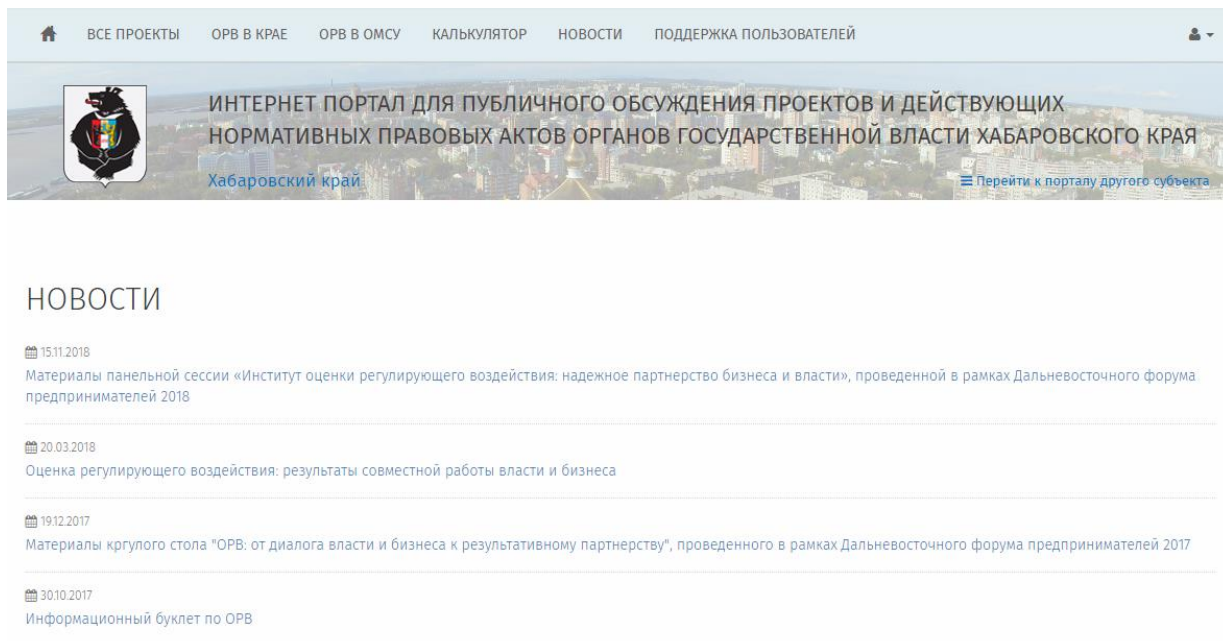 ВСЕ ПРОЕКТЫ ОРВ В КРАЕ ОРВ В ОМСУ КАЛЬКУЛЯТОР НОВОСТИ ПОДДЕРЖКА ПОЛЬЗОВАТЕЛЕЙ
ИНТЕРНЕТ ПОРТАЛ ДЛЯ ПУБЛИЧНОГО ОБСУЖДЕНИЯ ПРОЕКТОВ И ДЕЙСТВУЮЩИХ
НОРМАТИВНЫХ ПРАВОВЫХ АКТОВ ОРГАНОВ ГОСУДАРСТВЕННОЙ ВЛАСТИ ХАБАРОВСКОГО КРАЯ
Хабаровский край Перейти к порталу другого субъекта
НОВОСТИ
15.11.2018
Материалы панельной сессии «Институт оценки регулирующего воздействия: надежное партнерство бизнеса и власти», проведенной в рамках Дальневосточного форума
предпринимателей 2018
20.03.2018
Оценка регулирующего воздействия: результаты совместной работы власти и бизнеса
19.12.2017
Материалы кргулого стола "ОРВ: от диалога власти и бизнеса к результативному партнерству", проведенного в рамках Дальневосточного форума предпринимателей 2017
30.10.2017
Информационный буклет по ОРВ